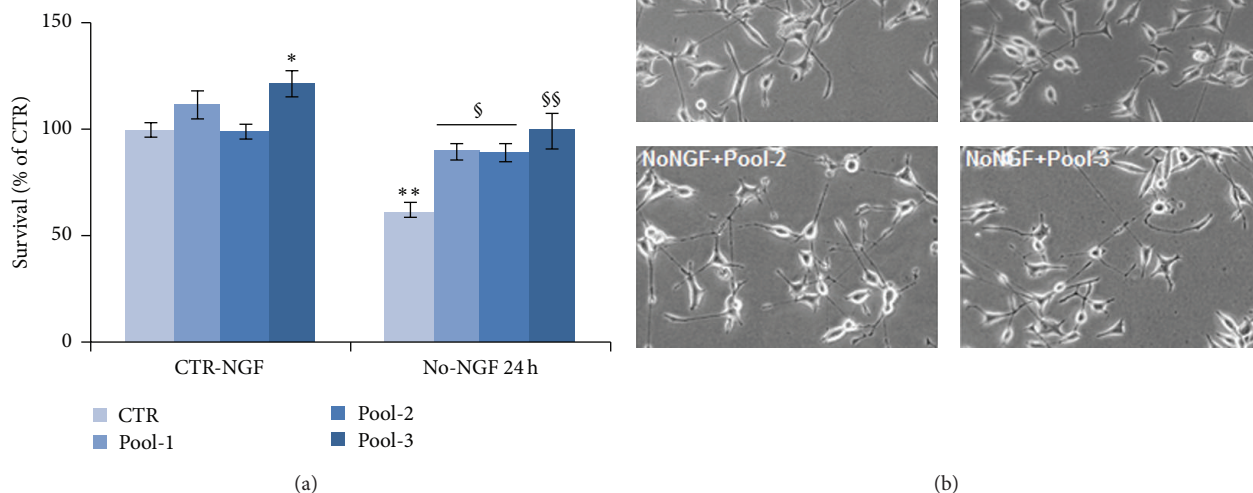 150
100
50
0
Survival (% of CTR)
*
**
§
§§
CTR-NGF
No-NGF 24 h
CTR
Pool-1
Pool-2
Pool-3
(a)
NoNGF+Pool-2
NoNGF+Pool-3
(b)